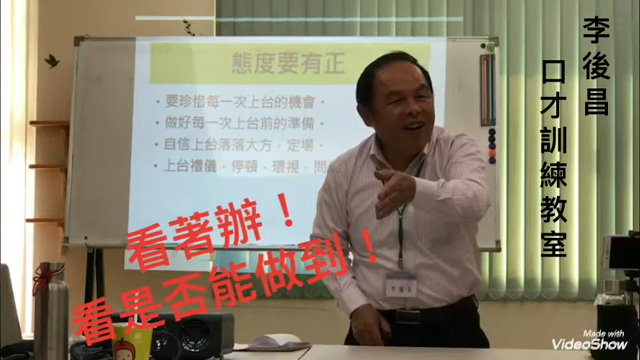 態度要有正
• 要珍惜每一次上台的機會。
• 做好每一次上台前的準備。
• 自信上台落落大方，定場。
• 上台禮儀，停頓，環視，問
看著辦！
看是否能做到！
李後昌
口才訓練教室
Made with
VideoShow